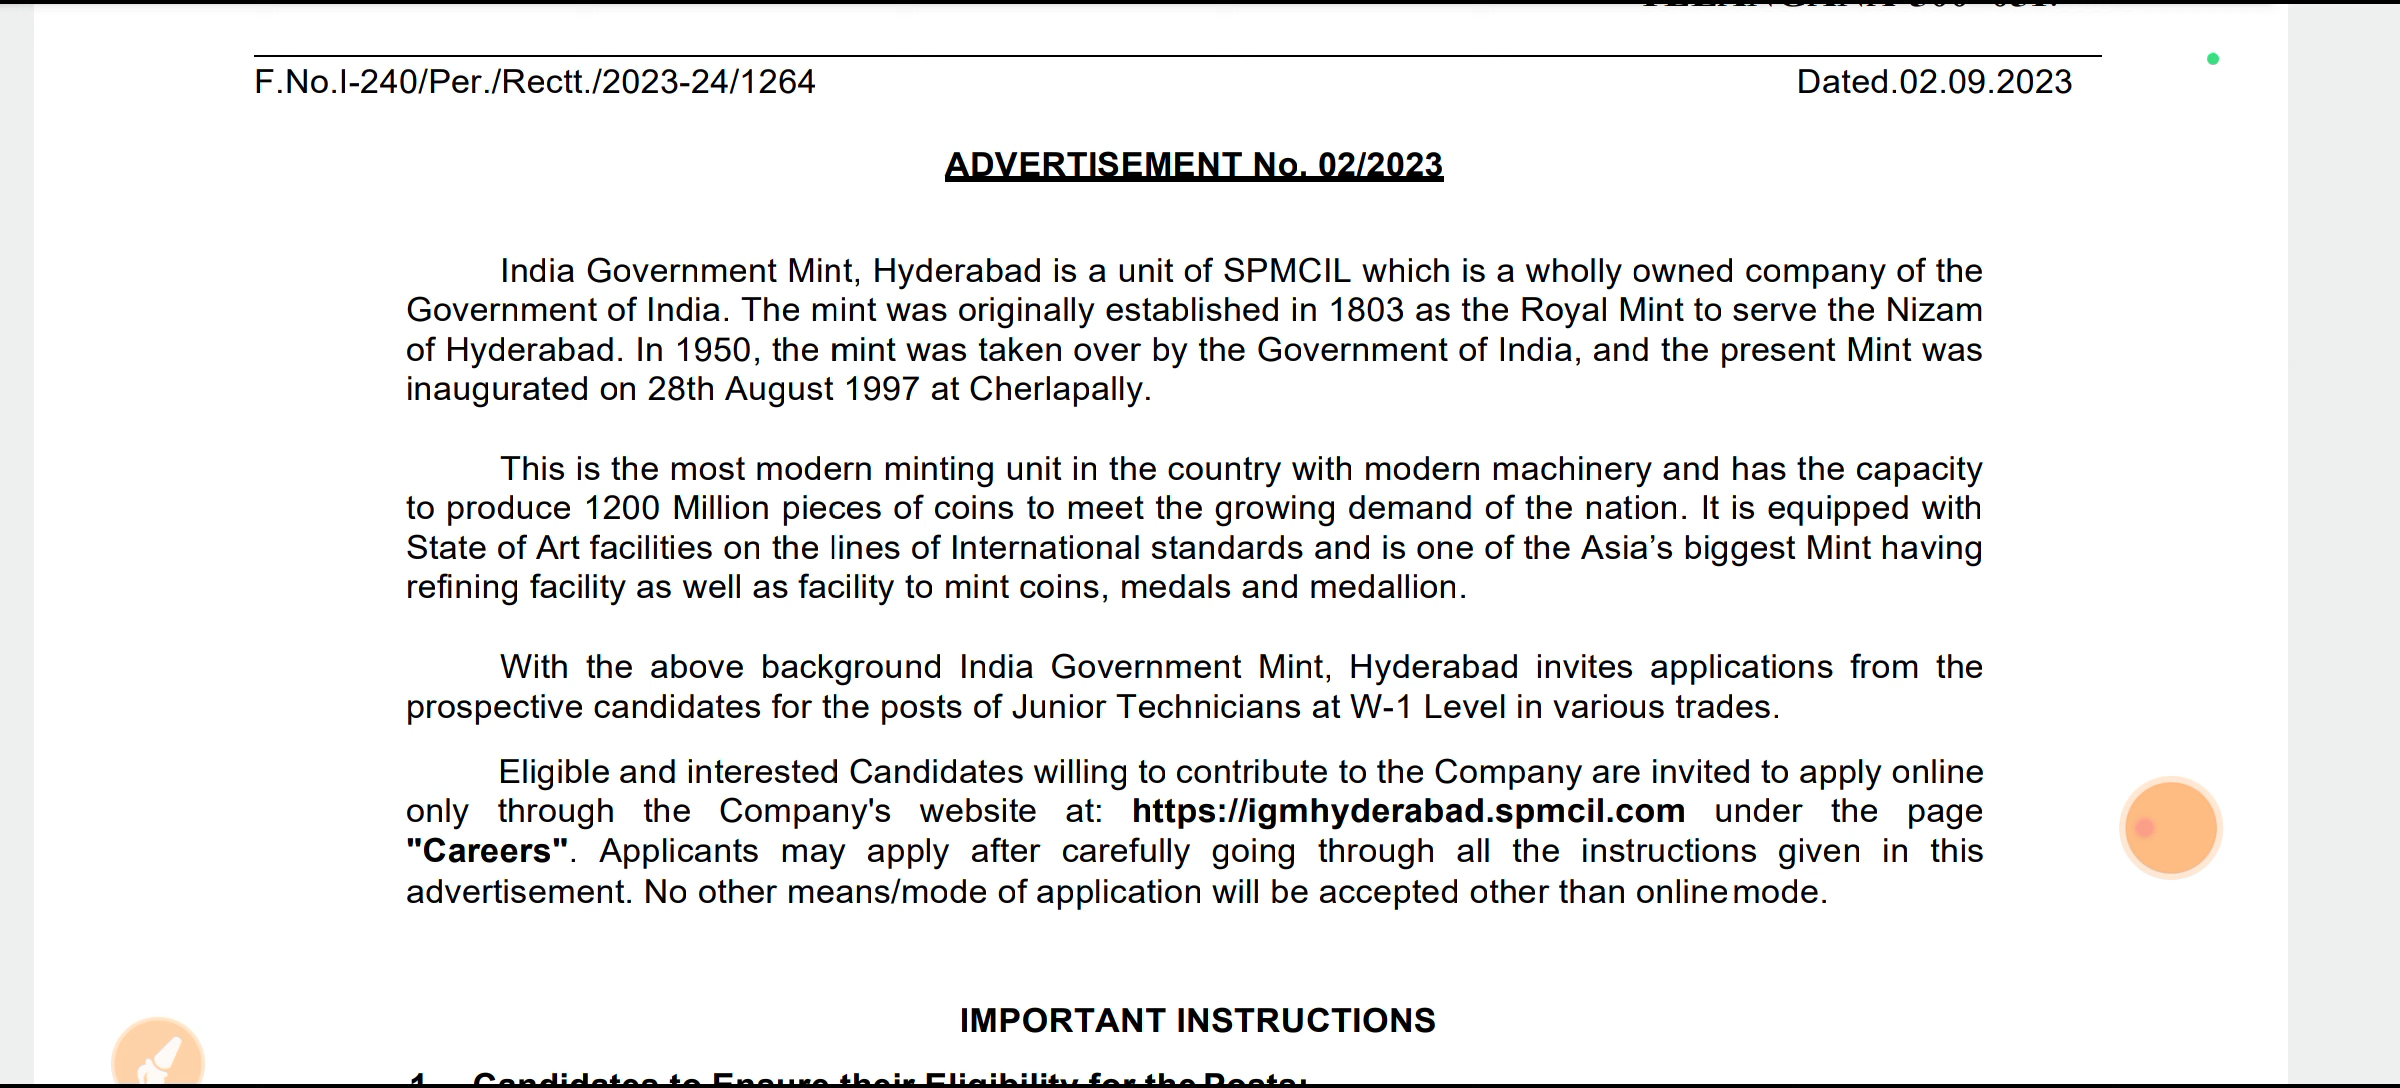 F.No.I-240/Per./Rectt./2023-24/1264 Dated.02.09.2023
ADVERTISEMENT No. 02/2023
India Government Mint, Hyderabad is a unit of SPMCIL which is a wholly owned company of the
Government of India. The mint was originally established in 1803 as the Royal Mint to serve the Nizam
of Hyderabad. In 1950, the mint was taken over by the Government of India, and the present Mint was
inaugurated on 28th August 1997 at Cherlapally.
This is the most modern minting unit in the country with modern machinery and has the capacity
to produce 1200 Million pieces of coins to meet the growing demand of the nation. It is equipped with
State of Art facilities on the lines of International standards and is one of the Asia’s biggest Mint having
refining facility as well as facility to mint coins, medals and medallion.
With the above background India Government Mint, Hyderabad invites applications from the
prospective candidates for the posts of Junior Technicians at W-1 Level in various trades.
Eligible and interested Candidates willing to contribute to the Company are invited to apply online
only through the Company's website at: https://igmhyderabad.spmcil.com under the page
"Careers". Applicants may apply after carefully going through all the instructions given in this
advertisement. No other means/mode of application will be accepted other than online mode.
IMPORTANT INSTRUCTIONS
1. Candidates to Ensure their Eligibility for the Posts: